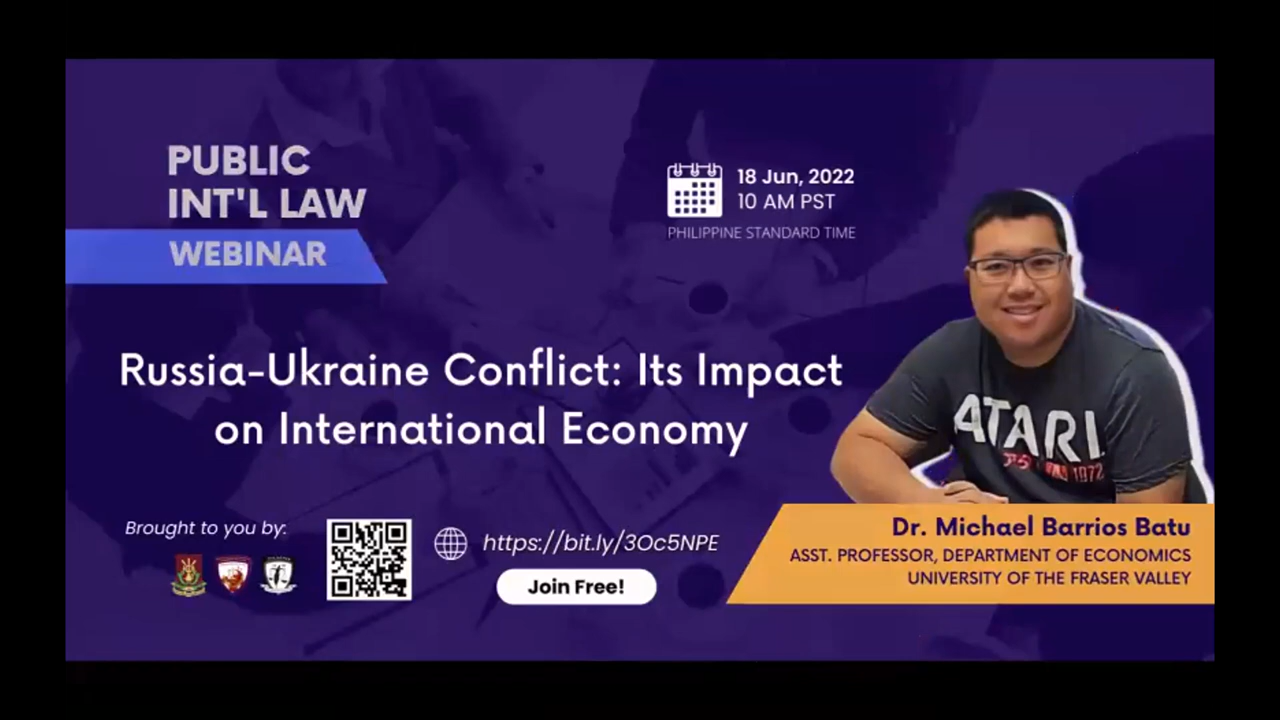 PUBLIC
INT'L LAW
WEBINAR
18 Jun, 2022
10 AM PST
PHILIPPINE STANDARD TIME
Russia-Ukraine Conflict: Its Impact
on International Economy
ATARI
1972
Brought to you by:
https://bit.ly/3Oc5NPE
Join Free!
Dr. Michael Barrios Batu
ASST. PROFESSOR, DEPARTMENT OF ECONOMICS
UNIVERSITY OF THE FRASER VALLEY